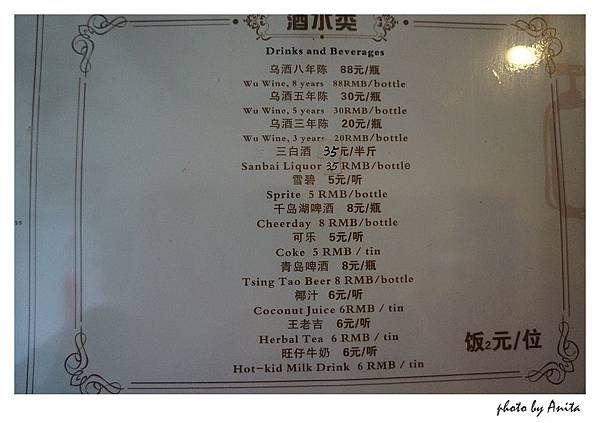 酒水类
Drinks and Beverages
乌酒八年陈 88元/瓶
Wu Wine, 8 years 88RMB/bottle
乌酒五年陈 30元/瓶
Wu Wine, 5 years 30RMB/bottle
乌酒三年陈 20元/瓶
Wu Wine, 3 years 20RMB/bottle
三白酒 35元/半斤
Sanbai Liquor 35 RMB/bottle
雪碧 5元/听
Sprite 5 RMB/bottle
千岛湖啤酒 8元/瓶
Cheerday 8 RMB/bottle
可乐 5元/听
Coke 5 RMB / tin
青岛啤酒 8元/瓶
Tsing Tao Beer 8 RMB/bottle
椰汁 6元/听
Coconut Juice 6RMB / tin
王老吉 6元/听
Herbal Tea 6 RMB / tin
旺仔牛奶 6元/听
Hot-kid Milk Drink 6 RMB / tin
饭2元/位
photo by Anita